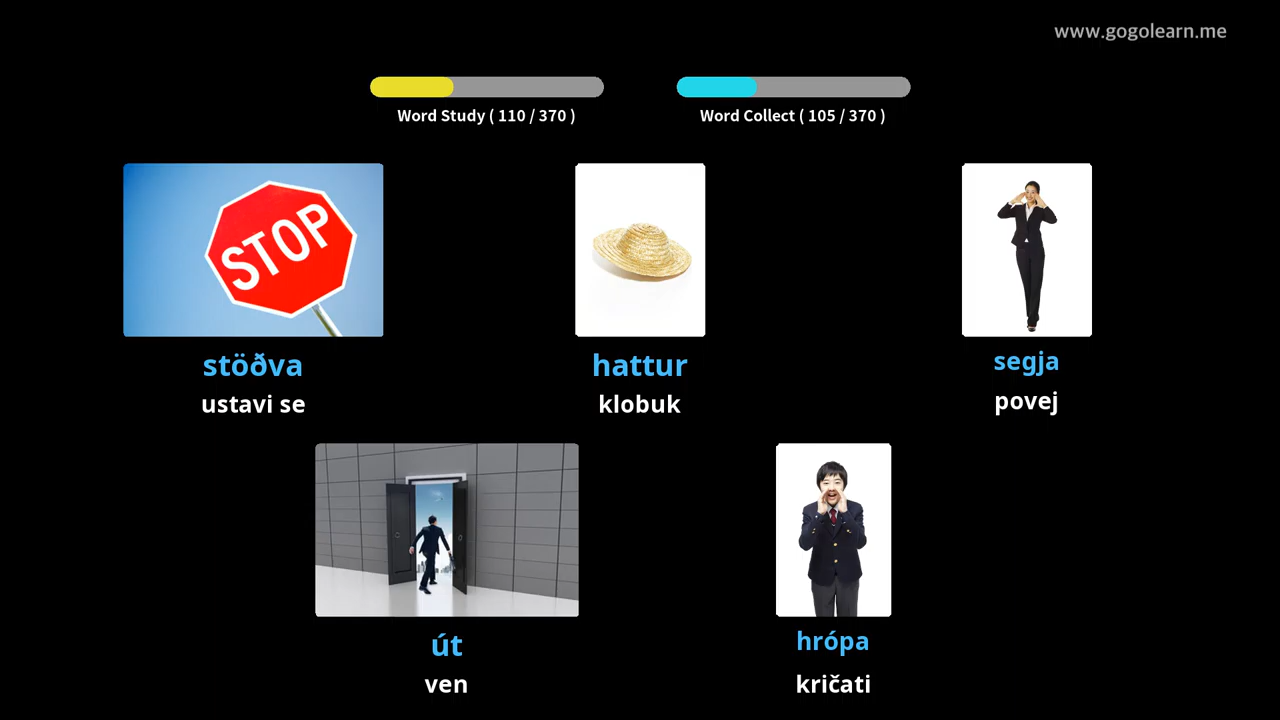 www.gogolearn.me
Word Study ( 110 / 370 )
Word Collect ( 105 / 370 )
STOP
stöðva
hattur
segja
ustavi se
klobuk
povej
út
hrópa
ven
kričati